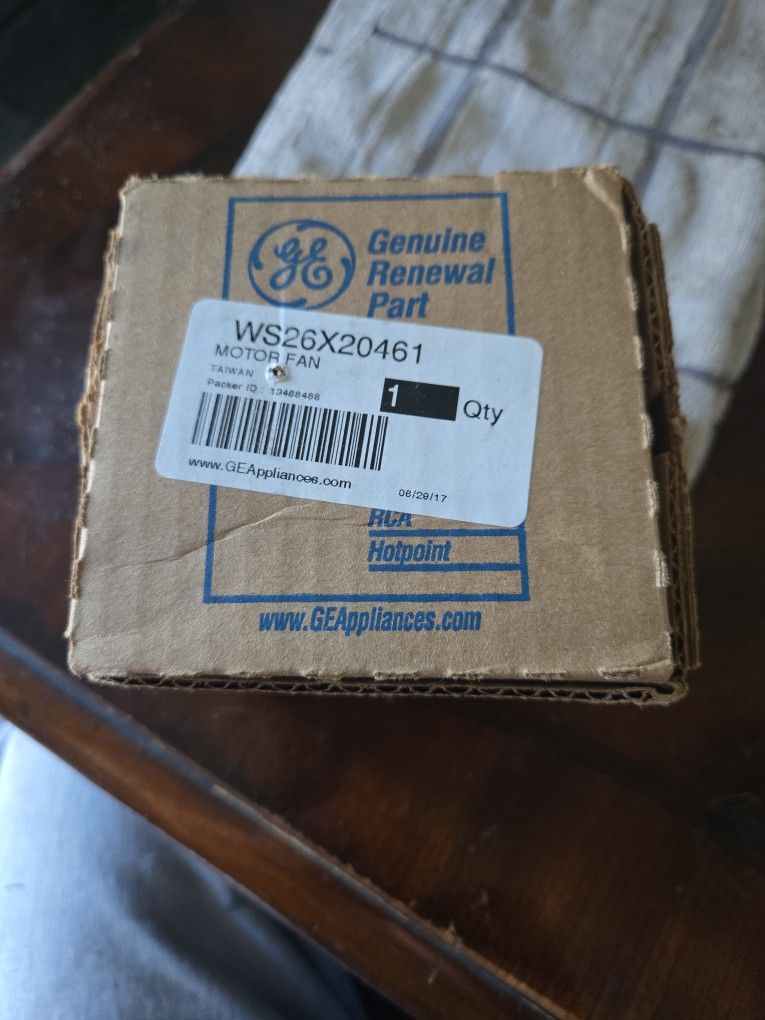 GE
Genuine
Renewal
Part
WS26X20461
MOTOR FAN
TAIWAN
Packer ID : 13468488
1 Qty
www.GEAppliances.com
06/29/17
RCA
Hotpoint
www.GEAppliances.com